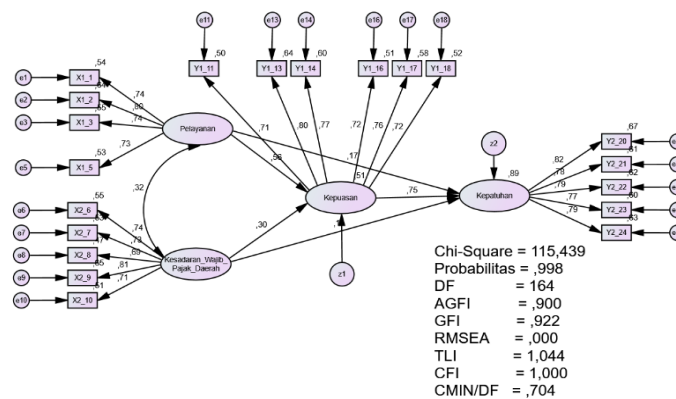 e11
e13
e14
e16
e17
e18
,50
,64
,60
,51
,58
,52
Y1_11
Y1_13
Y1_14
Y1_16
Y1_17
Y1_18
,54
e1
X1_1
e2
X1_2
e3
X1_3
,53
e5
X1_5
,74
,80
,74
,73
Pelayanan
,71
,80
,77
,72
,76
,72
,56
,17
,51
Kepuasan
,75
z1
z2
,89
Kepatuhan
,32
,30
,55
e6
X2_6
e7
X2_7
e8
X2_8
e9
X2_9
,51
e10
X2_10
,74
,69
,81
,71
Kesadaran_Wajib_
Pajak_Daerah
,67
Y2_20
Y2_21
,62
Y2_22
,60
Y2_23
Y2_24
,82
,78
,79
,77
,79
Chi-Square = 115,439
Probabilitas = ,998
DF = 164
AGFI = ,900
GFI = ,922
RMSEA = ,000
TLI = 1,044
CFI = 1,000
CMIN/DF = ,704